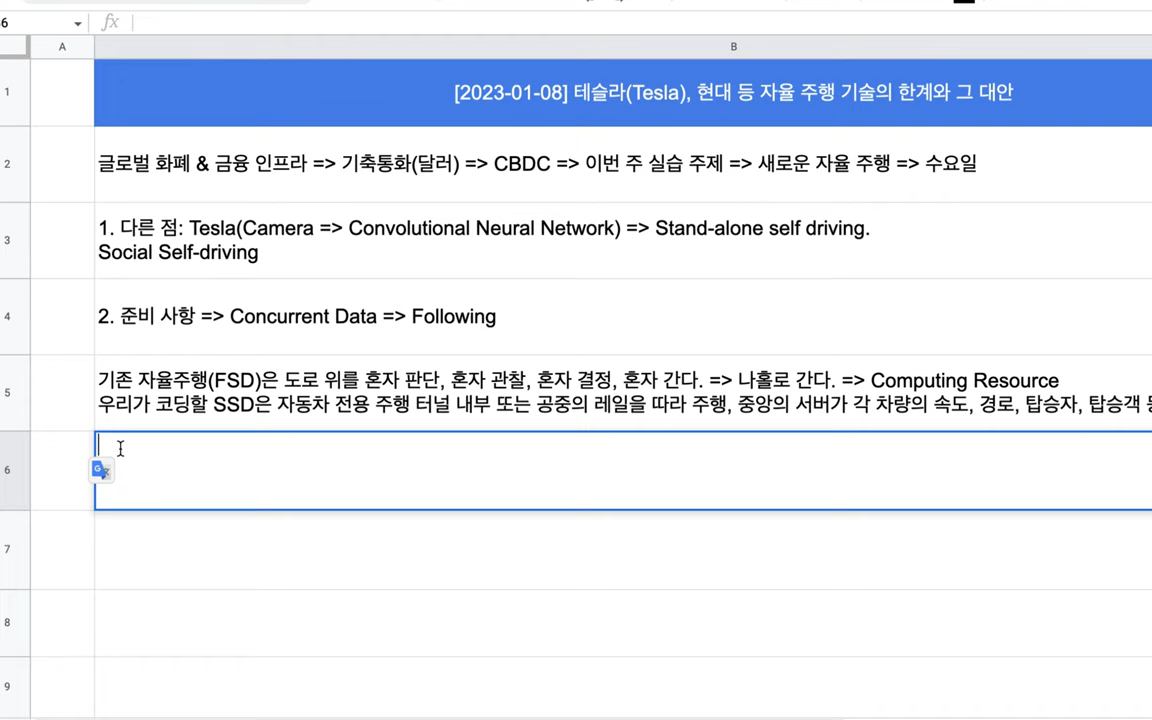 6
fx
A
B
1
[2023-01-08] 테슬라(Tesla), 현대 등 자율 주행 기술의 한계와 그 대안
2
글로벌 화폐 & 금융 인프라 => 기축통화(달러) => CBDC => 이번 주 실습 주제 => 새로운 자율 주행 => 수요일
3
1. 다른 점: Tesla(Camera => Convolutional Neural Network) => Stand-alone self driving.
Social Self-driving
4
2. 준비 사항 => Concurrent Data => Following
5
기존 자율주행(FSD)은 도로 위를 혼자 판단, 혼자 관찰, 혼자 결정, 혼자 간다. => 나홀로 간다. => Computing Resource
우리가 코딩할 SSD은 자동차 전용 주행 터널 내부 또는 공중의 레일을 따라 주행, 중앙의 서버가 각 차량의 속도, 경로, 탑승자, 탑승객
6
G
7
8
9